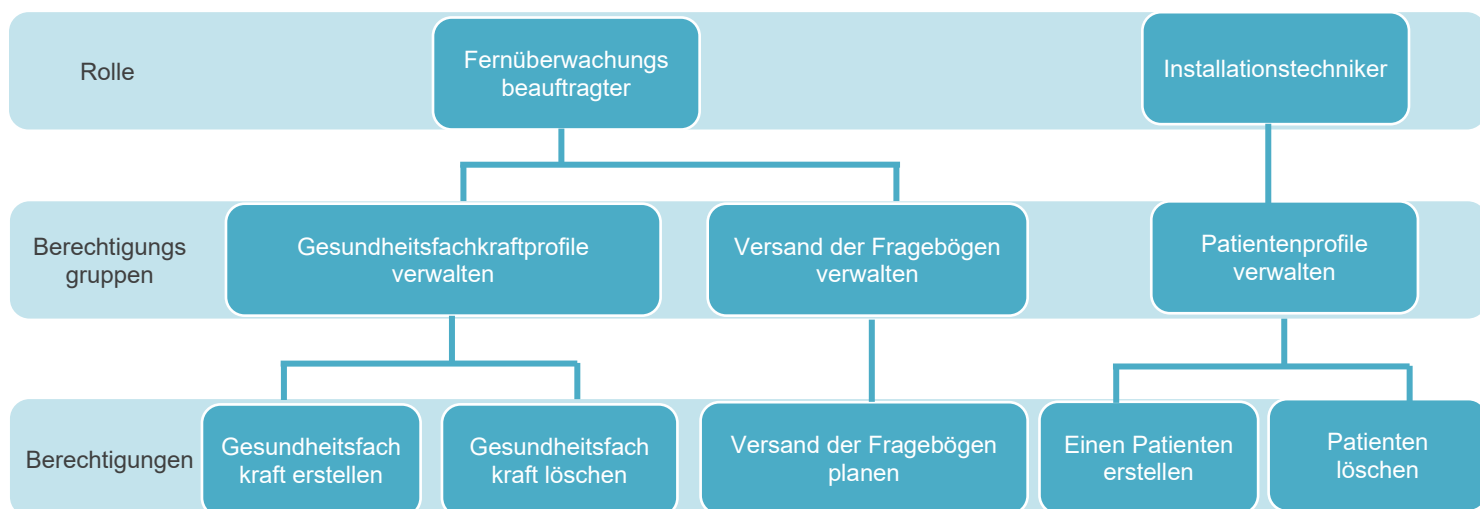 Rolle
Fernüberwachungs
beauftragter
Installationstechniker
Berechtigungs
gruppen
Gesundheitsfachkraftprofile
verwalten
Versand der Fragebögen
verwalten
Patientenprofile
verwalten
Berechtigungen
Gesundheitsfach
kraft erstellen
Gesundheitsfach
kraft löschen
Versand der Fragebögen
planen
Einen Patienten
erstellen
Patienten
löschen